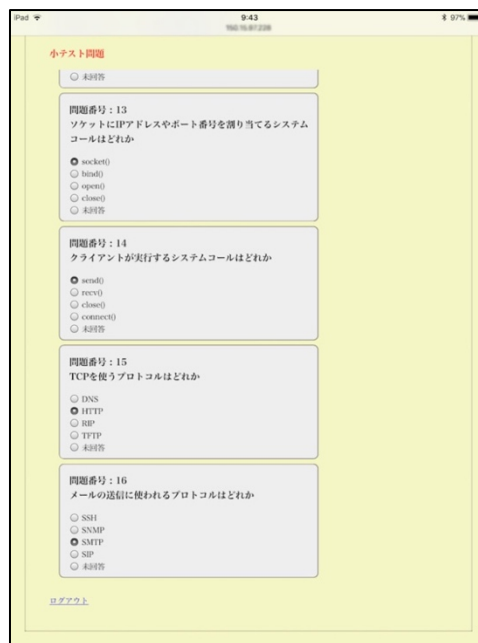 iPad
9:43
97%
小テスト問題
未回答
問題番号：13
ソケットにIPアドレスやポート番号を割り当てるシステム
コールはどれか
socket()
bind()
open()
close()
未回答
問題番号：14
クライアントが実行するシステムコールはどれか
send()
recv()
close()
connect()
未回答
問題番号：15
TCPを使うプロトコルはどれか
DNS
HTTP
RIP
TFTP
未回答
問題番号：16
メールの送信に使われるプロトコルはどれか
SSH
SNMP
SMTP
SIP
未回答
ログアウト